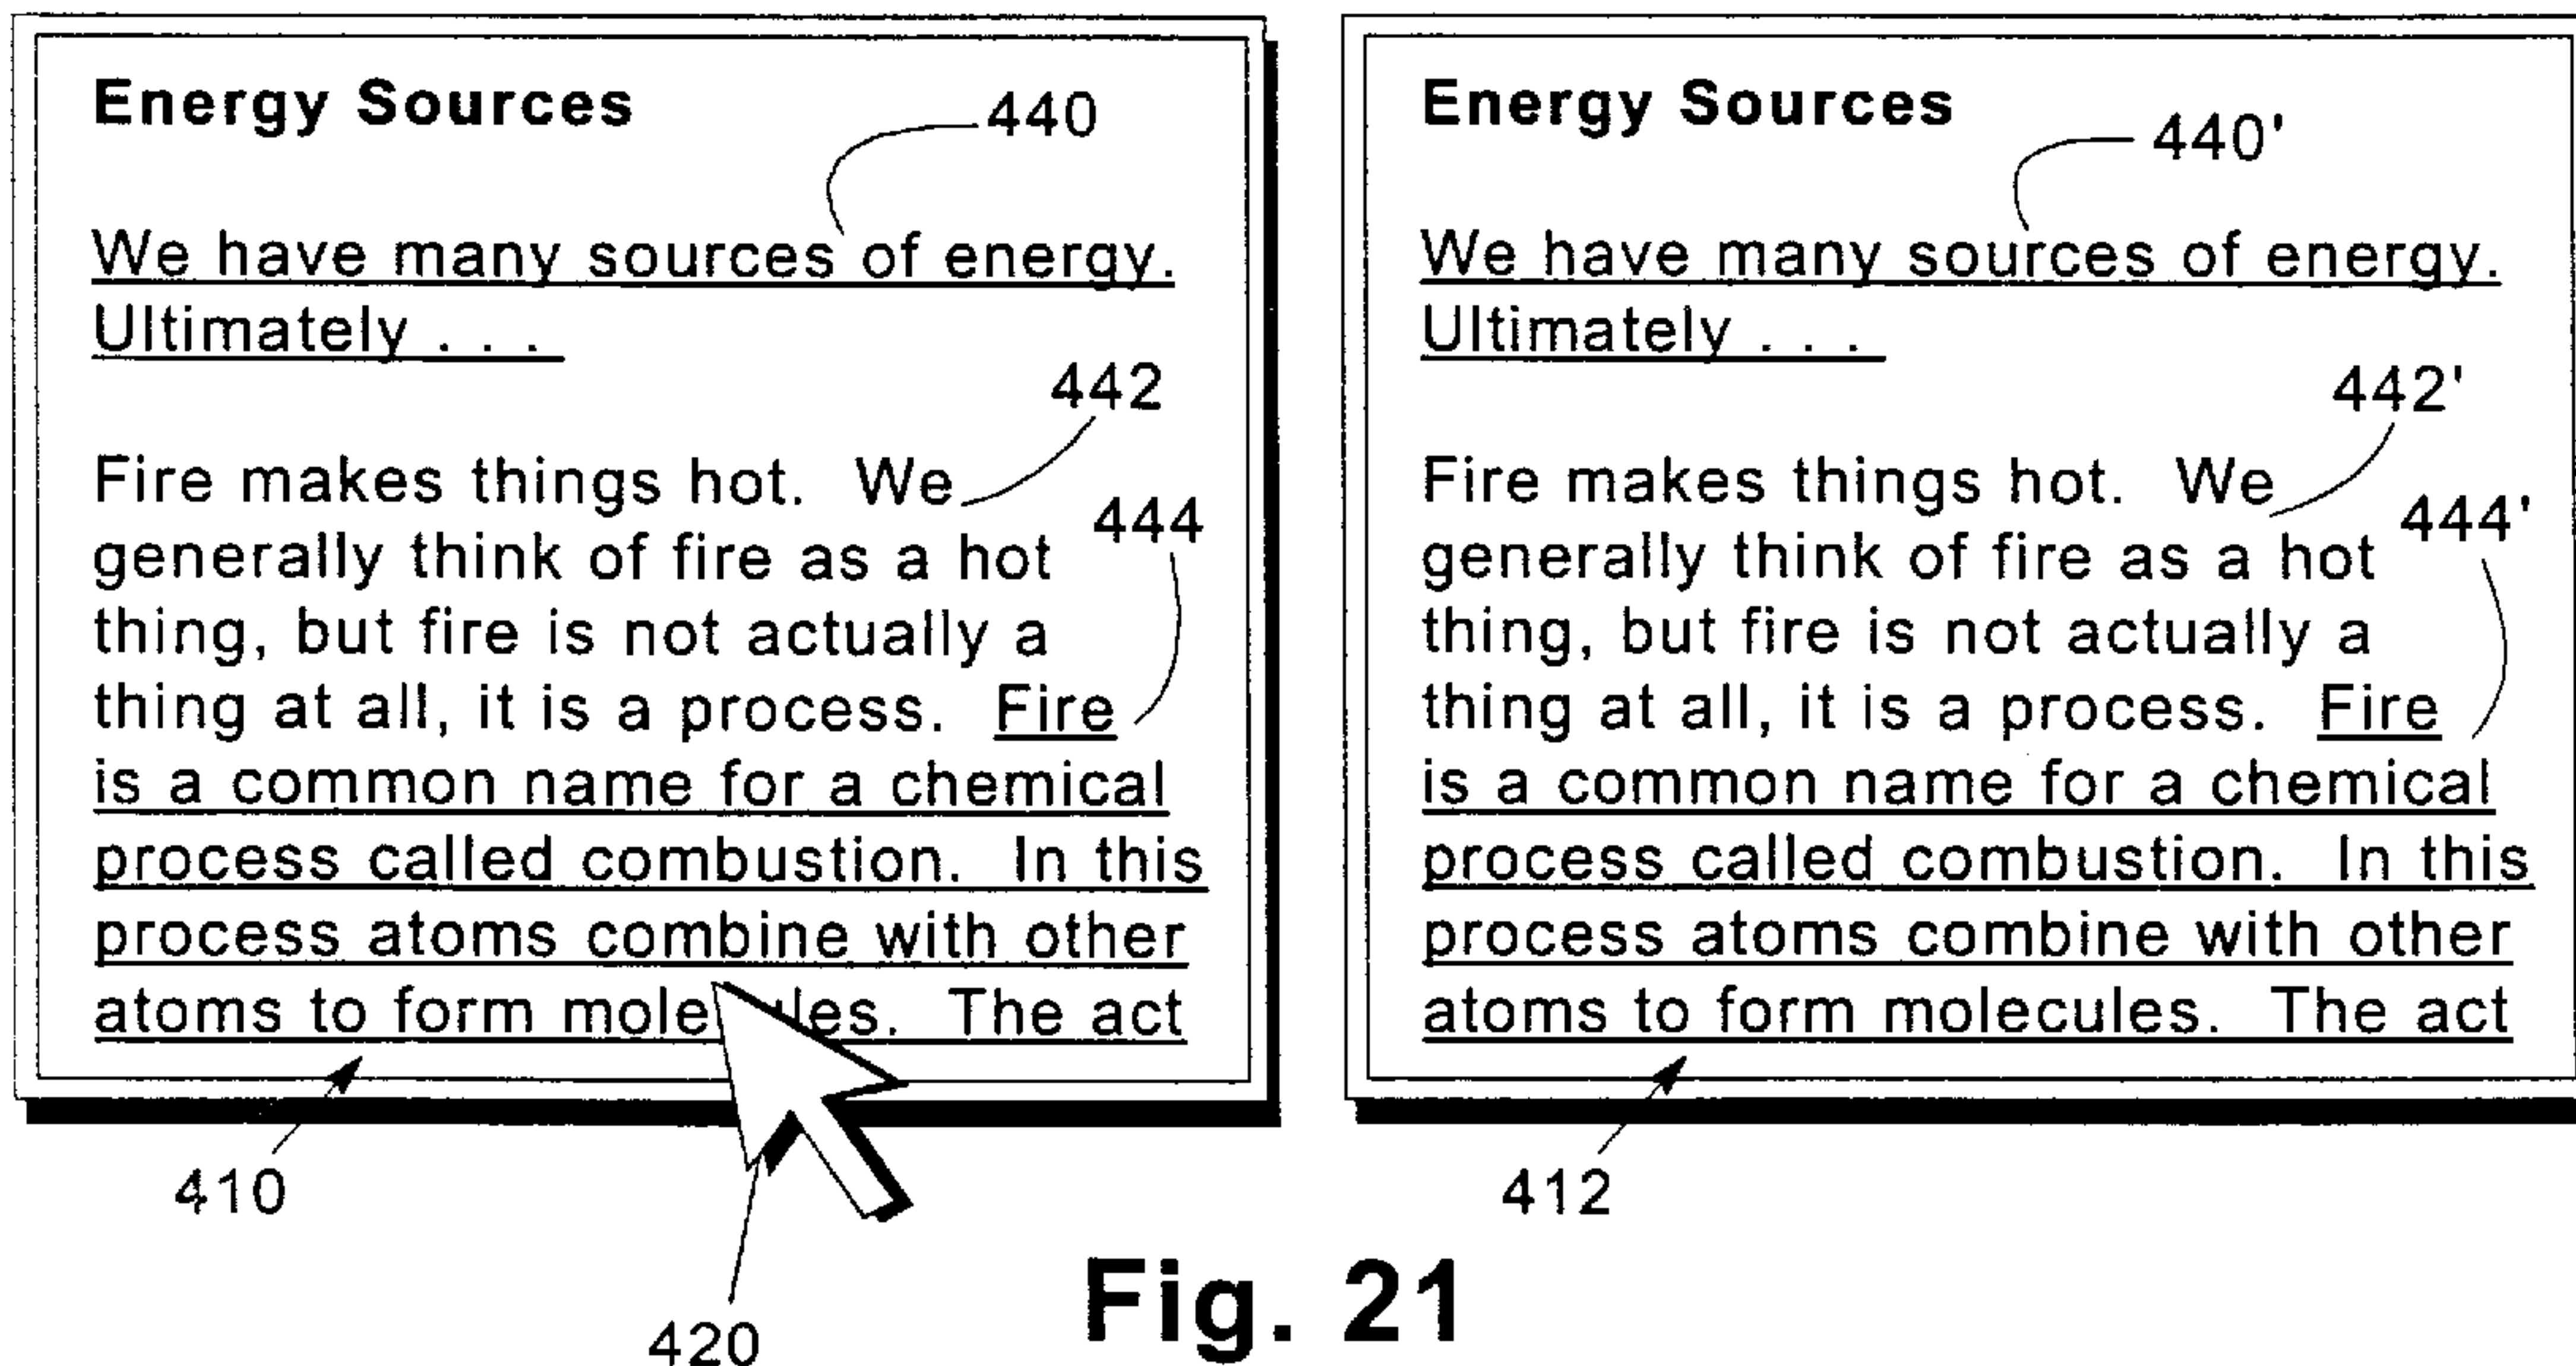 Energy Sources
440
We have many sources of energy.
Ultimately . . .
442
Fire makes things hot. We
444
generally think of fire as a hot
thing, but fire is not actually a
thing at all, it is a process. Fire
is a common name for a chemical
process called combustion. In this
process atoms combine with other
atoms to form mole les. The act
410
420
Energy Sources
440'
We have many sources of energy.
Ultimately . . .
442'
Fire makes things hot. We
444'
generally think of fire as a hot
thing, but fire is not actually a
thing at all, it is a process. Fire
is a common name for a chemical
process called combustion. In this
process atoms combine with other
atoms to form molecules. The act
412
Fig. 21